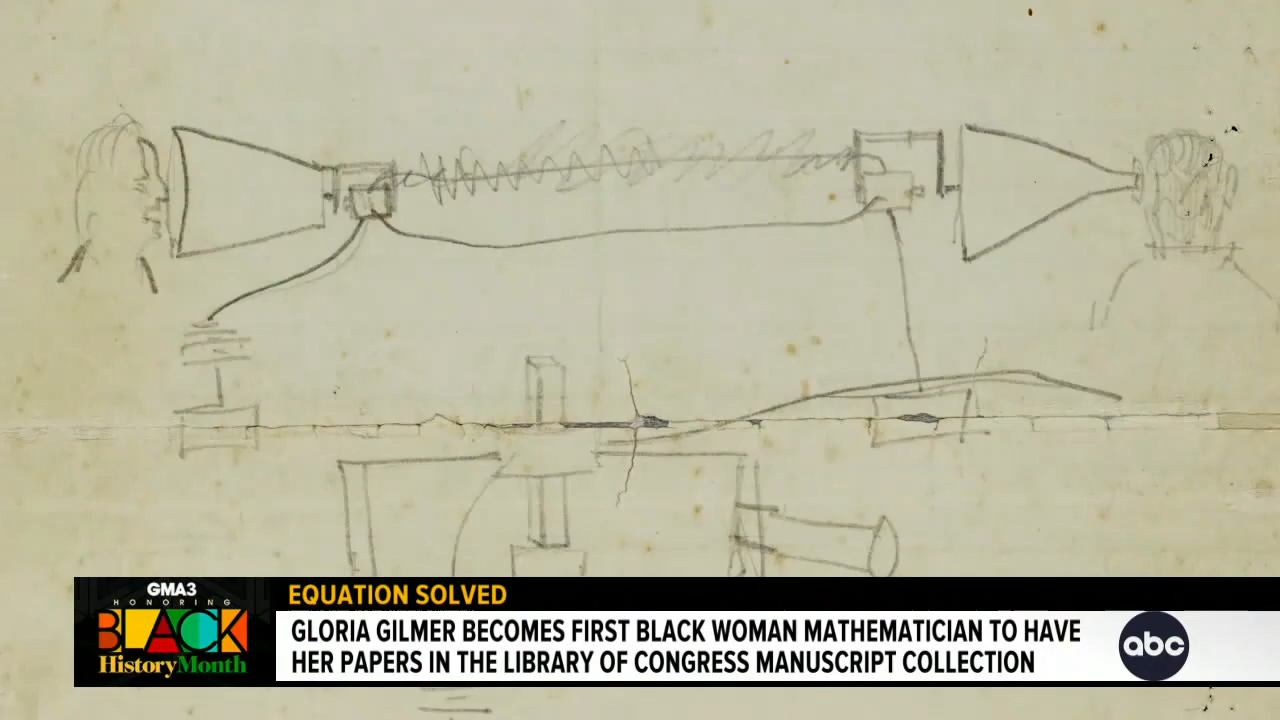 GMA3
HONORING
BLACK
History Month
EQUATION SOLVED
GLORIA GILMER BECOMES FIRST BLACK WOMAN MATHEMATICIAN TO HAVE
HER PAPERS IN THE LIBRARY OF CONGRESS MANUSCRIPT COLLECTION
abc